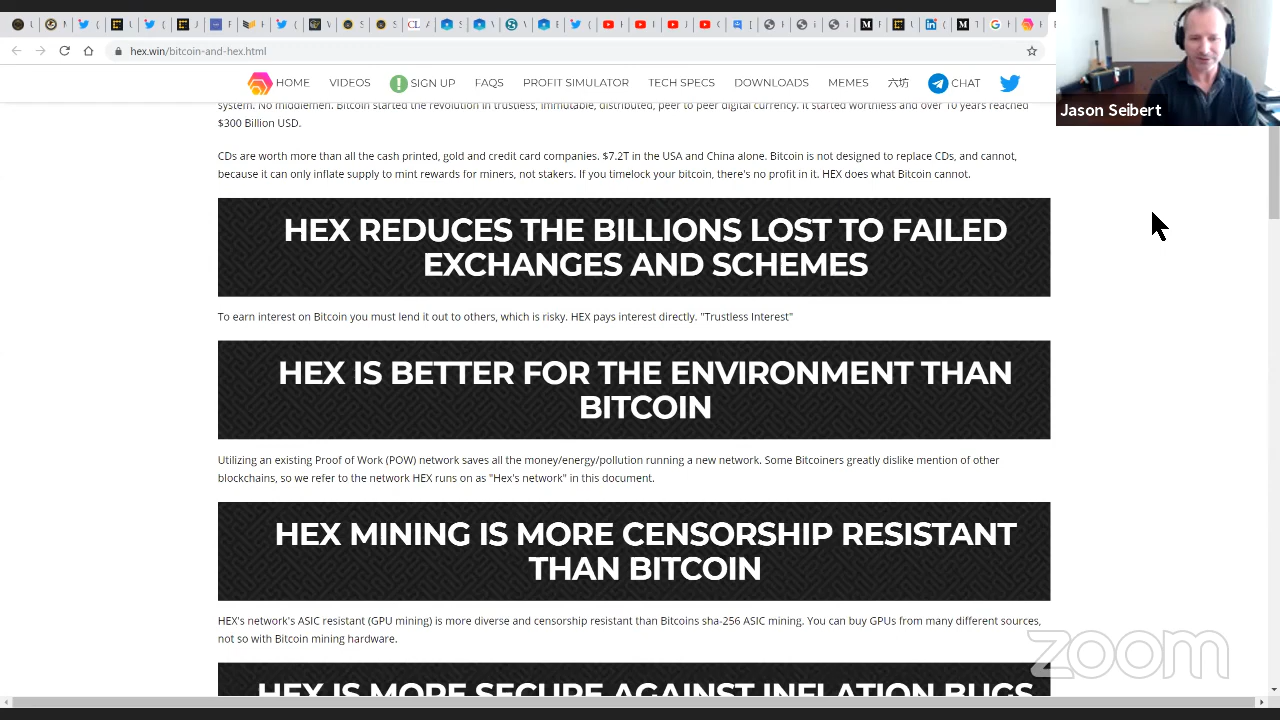 hex.win/bitcoin-and-hex.html
HOME VIDEOS SIGN UP FAQS PROFIT SIMULATOR TECH SPECS DOWNLOADS MEMES 六坊 CHAT
Jason Seibert
system. No middlemen. Bitcoin started the revolution in trustless, immutable, distributed, peer to peer digital currency. It started worthless and over 10 years reached
$300 Billion USD.
CDs are worth more than all the cash printed, gold and credit card companies. $7.2T in the USA and China alone. Bitcoin is not designed to replace CDs, and cannot,
because it can only inflate supply to mint rewards for miners, not stakers. If you timelock your bitcoin, there's no profit in it. HEX does what Bitcoin cannot.
HEX REDUCES THE BILLIONS LOST TO FAILED
EXCHANGES AND SCHEMES
To earn interest on Bitcoin you must lend it out to others, which is risky. HEX pays interest directly. "Trustless Interest"
HEX IS BETTER FOR THE ENVIRONMENT THAN
BITCOIN
Utilizing an existing Proof of Work (POW) network saves all the money/energy/pollution running a new network. Some Bitcoiners greatly dislike mention of other
blockchains, so we refer to the network HEX runs on as "Hex's network" in this document.
HEX MINING IS MORE CENSORSHIP RESISTANT
THAN BITCOIN
HEX's network's ASIC resistant (GPU mining) is more diverse and censorship resistant than Bitcoins sha-256 ASIC mining. You can buy GPUs from many different sources,
not so with Bitcoin mining hardware.
zoom
HEX IS MORE SECURE AGAINST INFLATION BUGS